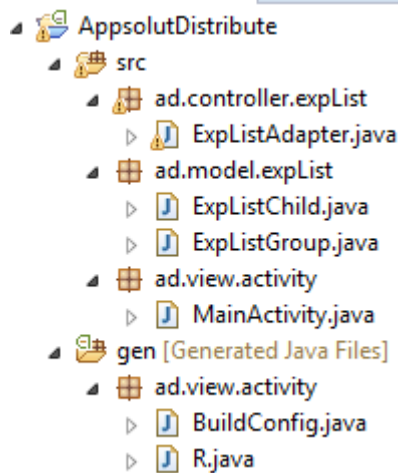 AppsolutDistribute
src
ad.controller.expList
ExpListAdapter.java
ad.model.expList
ExpListChild.java
ExpListGroup.java
ad.view.activity
MainActivity.java
gen [Generated Java Files]
ad.view.activity
BuildConfig.java
R.java